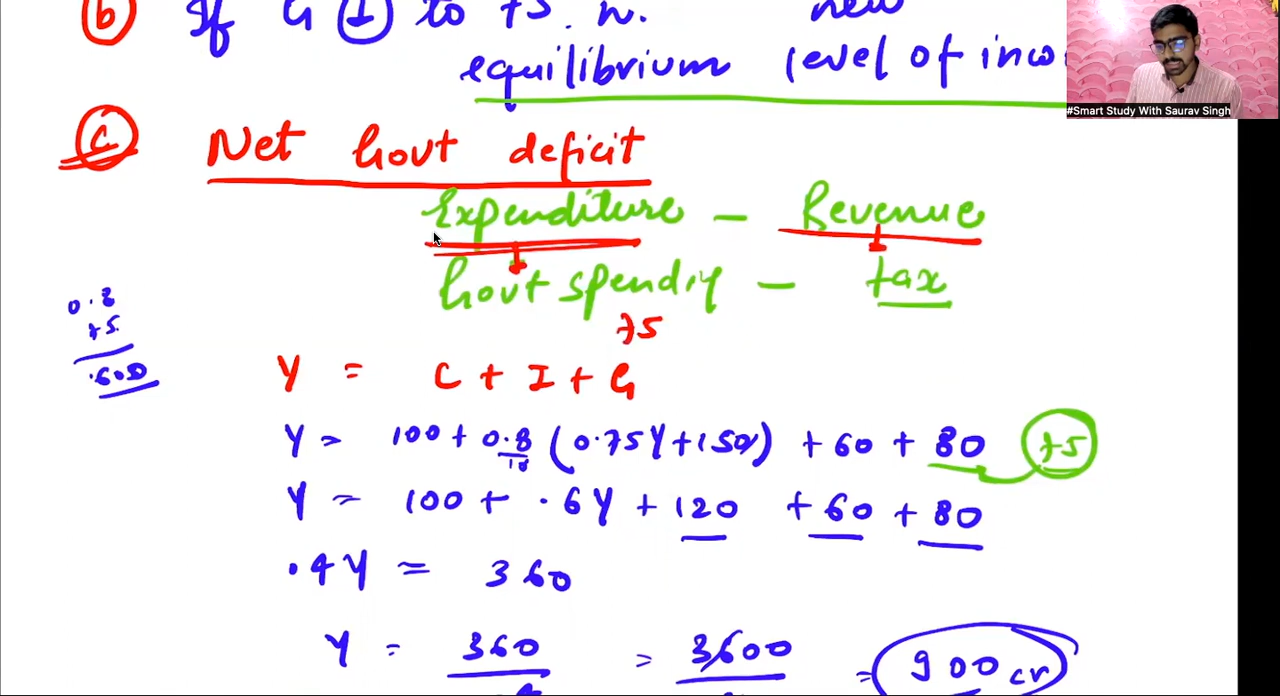 (b) If G ↓ to 75. n. new
equilibrium level of inco
#Smart Study With Saurav Singh
(c) Net Govt deficit
Expenditure - Revenue
Govt spendig - tax
75
0.8
75
.600
Y = C + I + G
Y = 100 + 0.8 (0.75Y+150) + 60 + 80 75
10
Y = 100 + .6Y + 120 + 60 + 80
.4Y = 360
Y = 360 = 3600 = 900 cr